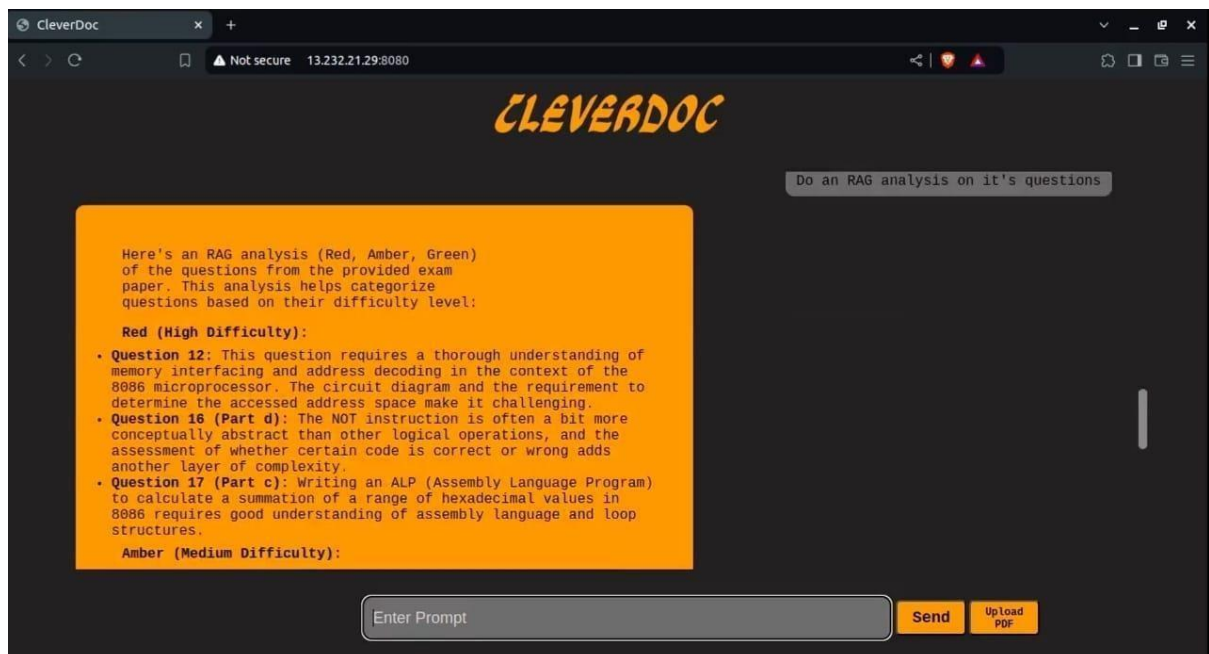 CleverDoc
Not secure 13.232.21.29:8080
CLEVERDOC
Do an RAG analysis on it's questions
Here's an RAG analysis (Red, Amber, Green)
of the questions from the provided exam
paper. This analysis helps categorize
questions based on their difficulty level:
Red (High Difficulty):
• Question 12: This question requires a thorough understanding of
memory interfacing and address decoding in the context of the
8086 microprocessor. The circuit diagram and the requirement to
determine the accessed address space make it challenging.
• Question 16 (Part d): The NOT instruction is often a bit more
conceptually abstract than other logical operations, and the
assessment of whether certain code is correct or wrong adds
another layer of complexity.
• Question 17 (Part c): Writing an ALP (Assembly Language Program)
to calculate a summation of a range of hexadecimal values in
8086 requires good understanding of assembly language and loop
structures.
Amber (Medium Difficulty):
Enter Prompt
Send
Upload
PDF